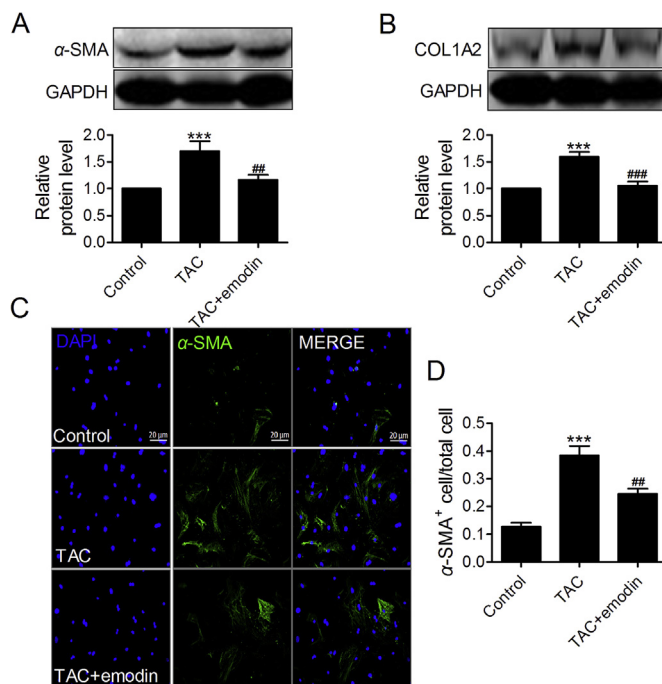 A
α-SMA
GAPDH
Relative
protein level
2.0
1.5
1.0
0.5
0.0
***
##
Control
TAC
TAC+emodin
B
COL1A2
GAPDH
Relative
protein level
2.0
1.5
1.0
0.5
0.0
***
###
Control
TAC
TAC+emodin
C
DAPI
α-SMA
MERGE
Control
20 µm
20 µm
20 µm
TAC
TAC+emodin
D
α-SMA⁺ cell/total cell
0.5
0.4
0.3
0.2
0.1
0.0
***
##
Control
TAC
TAC+emodin